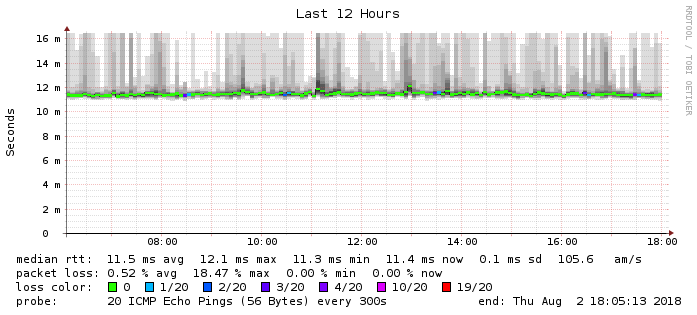 Last 12 Hours
RRDTOOL / TOBI OETIKER
Seconds
16 m
14 m
12 m
10 m
8 m
6 m
4 m
2 m
0
08:00 10:00 12:00 14:00 16:00 18:00
median rtt: 11.5 ms avg 12.1 ms max 11.3 ms min 11.4 ms now 0.1 ms sd 105.6 am/s
packet loss: 0.52 % avg 18.47 % max 0.00 % min 0.00 % now
loss color: 0 1/20 2/20 3/20 4/20 10/20 19/20
probe: 20 ICMP Echo Pings (56 Bytes) every 300s end: Thu Aug 2 18:05:13 2018